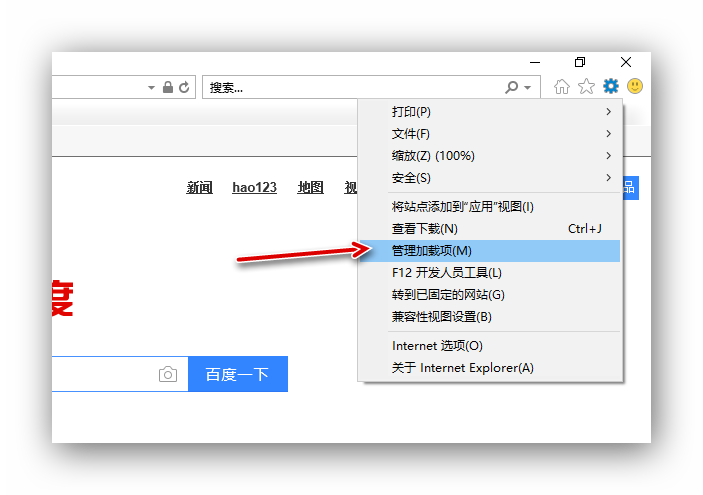 搜索...
打印(P)
文件(F)
缩放(Z) (100%)
安全(S)
新闻 hao123 地图 视
品
将站点添加到“应用”视图(I)
查看下载(N) Ctrl+J
管理加载项(M)
F12 开发人员工具(L)
转到已固定的网站(G)
度
兼容性视图设置(B)
Internet 选项(O)
关于 Internet Explorer(A)
百度一下